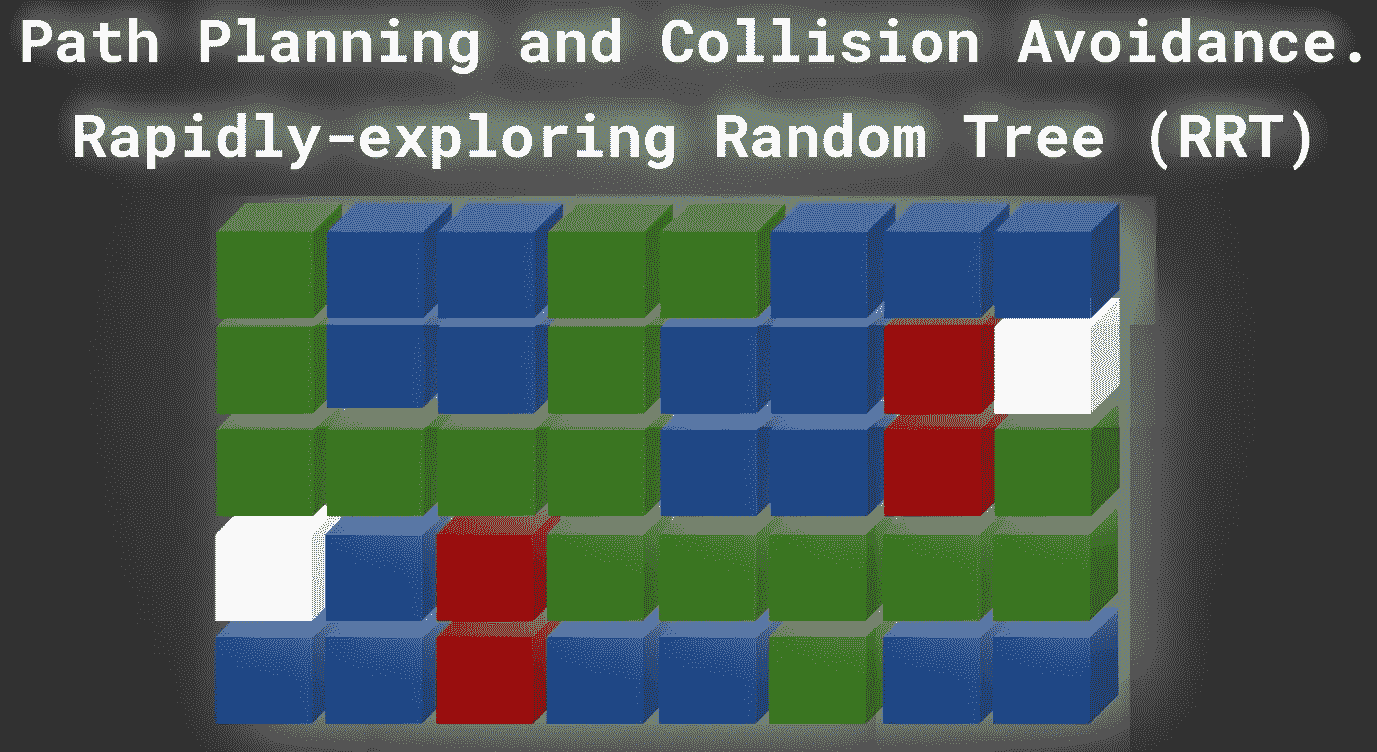 Path Planning and Collision Avoidance.
Rapidly-exploring Random Tree (RRT)